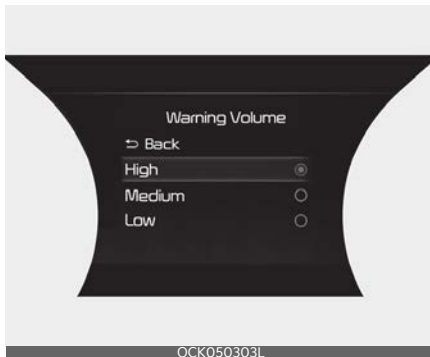 Warning Volume
Back
High
Medium
Low
OCK050303L